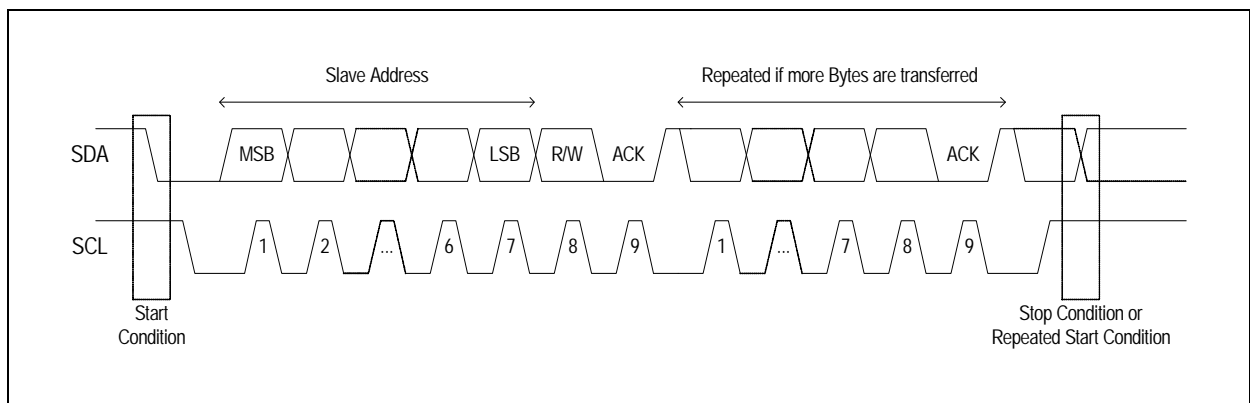 Slave Address
Repeated if more Bytes are transferred
SDA
MSB
LSB
R/W
ACK
ACK
SCL
1
2
...
6
7
8
9
1
...
7
8
9
Start
Condition
Stop Condition or
Repeated Start Condition